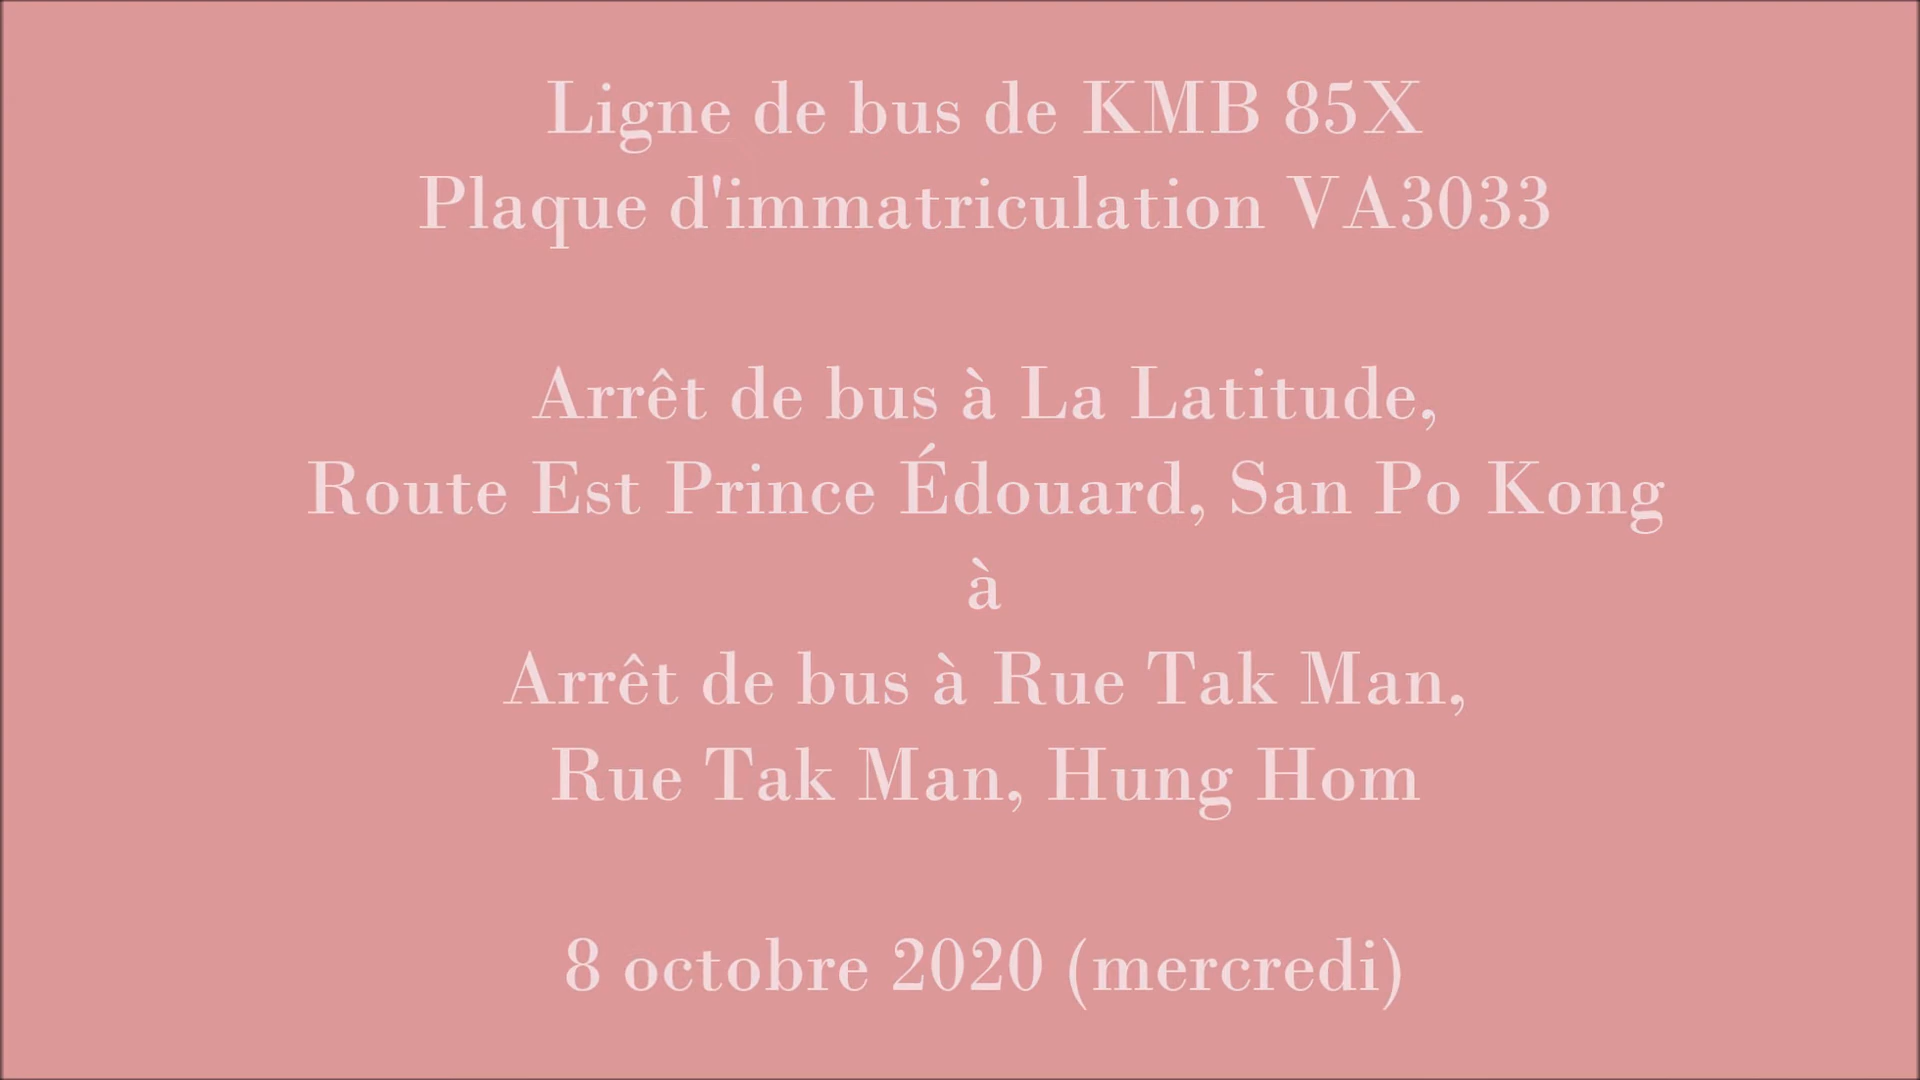 Ligne de bus de KMB 85X
Plaque d'immatriculation VA3033
Arrêt de bus à La Latitude,
Route Est Prince Édouard, San Po Kong
à
Arrêt de bus à Rue Tak Man,
Rue Tak Man, Hung Hom
8 octobre 2020 (mercredi)